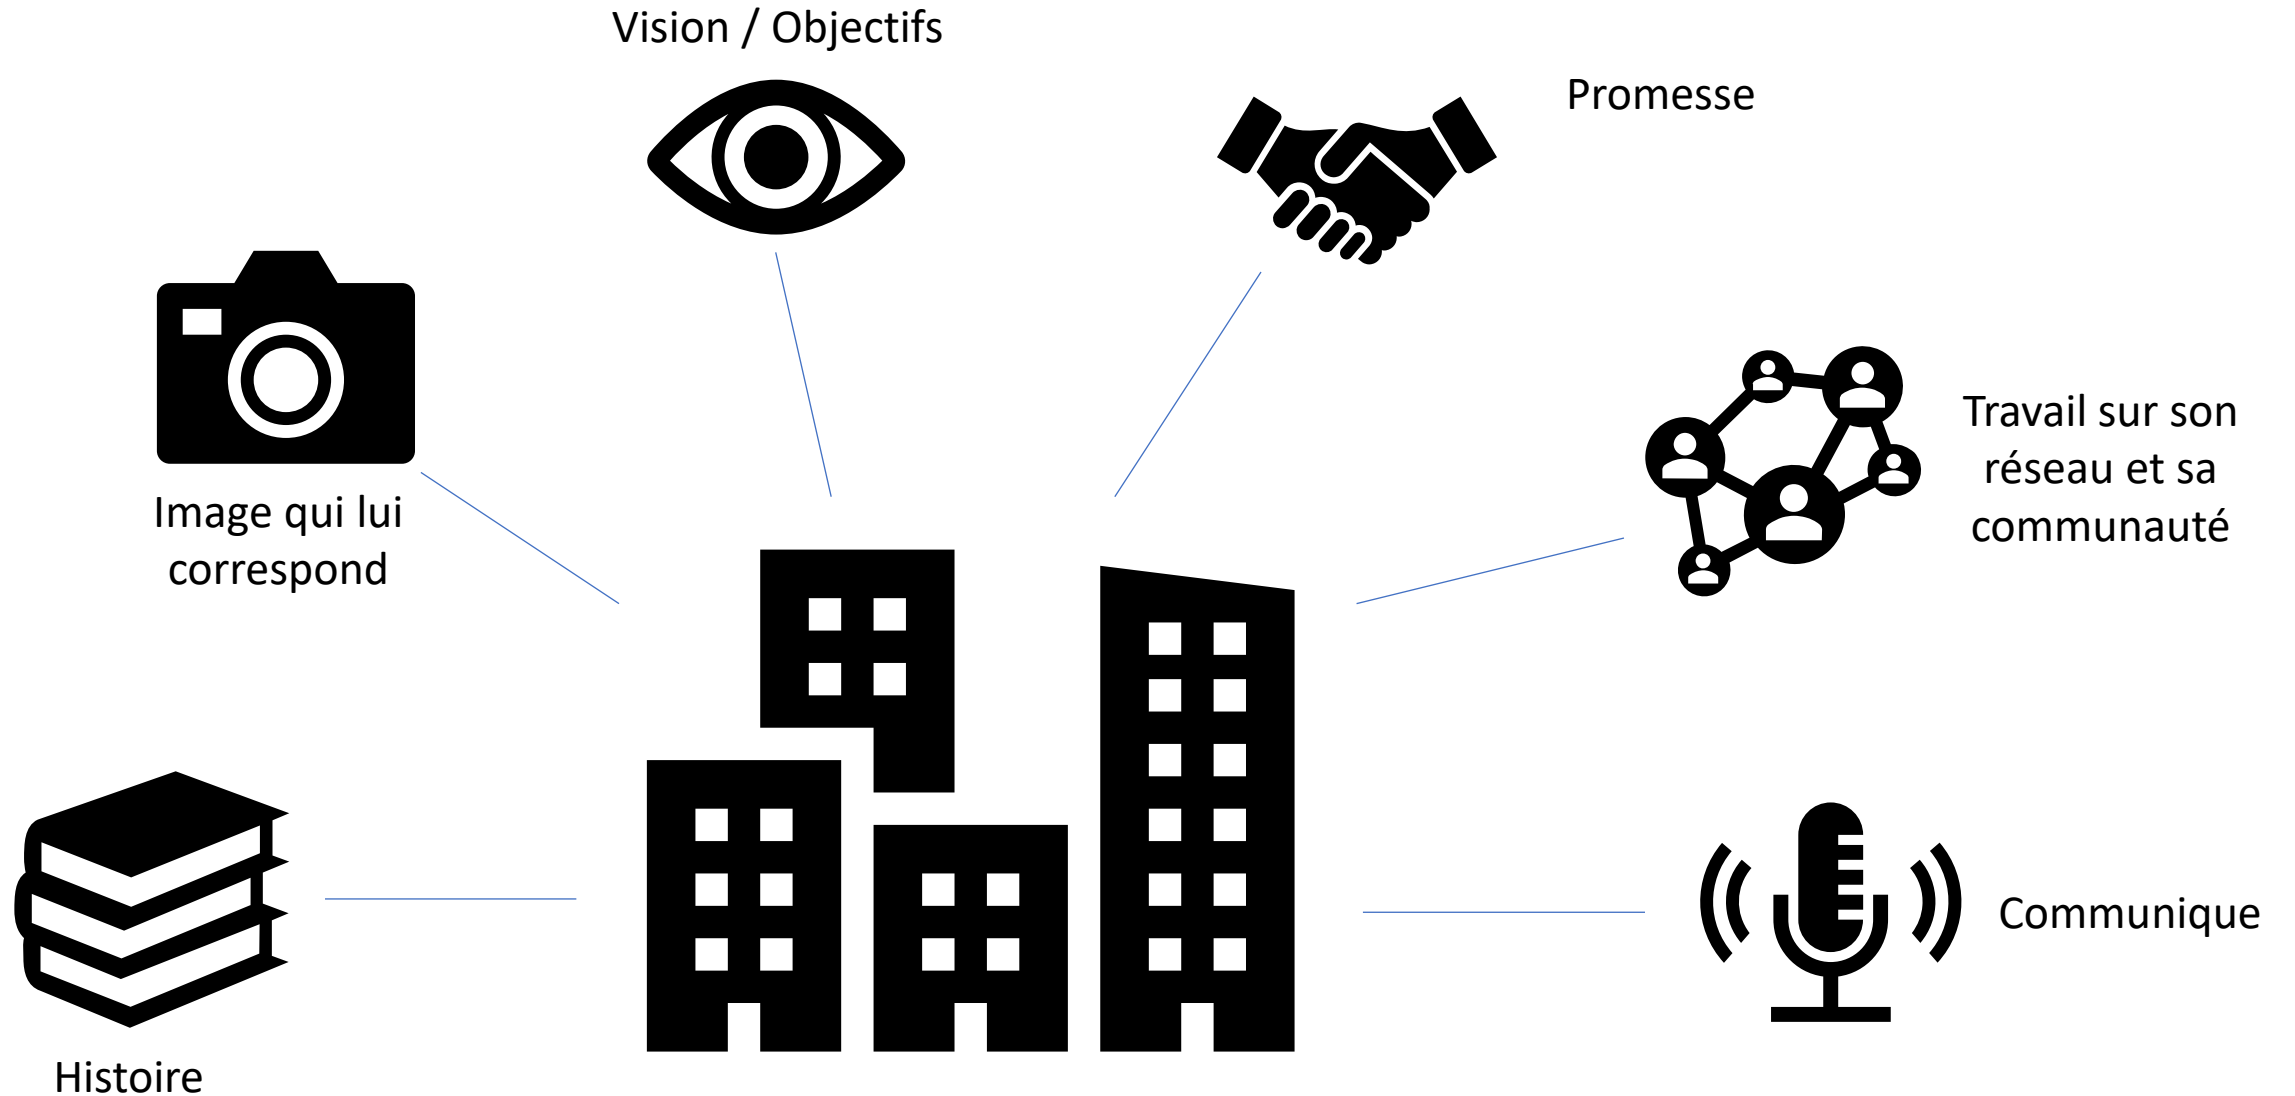 Vision / Objectifs
Promesse
Image qui lui
correspond
Travail sur son
réseau et sa
communauté
Histoire
Communique